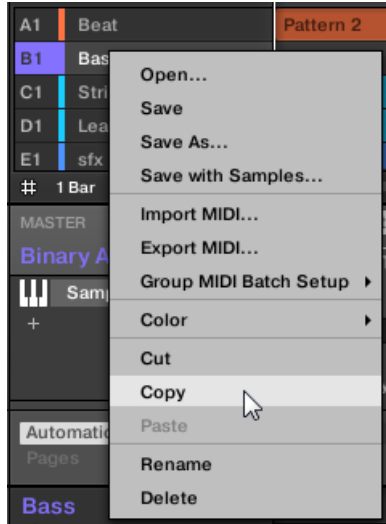 A1 Beat Pattern 2
B1 Bas
Open...
C1 Stri
Save
D1 Lea
Save As...
E1 sfx
Save with Samples...
1 Bar
Import MIDI...
MASTER
Export MIDI...
Binary A
Group MIDI Batch Setup
Sam
Color
+
Cut
Copy
Paste
Automatic
Pages
Rename
Delete
Bass